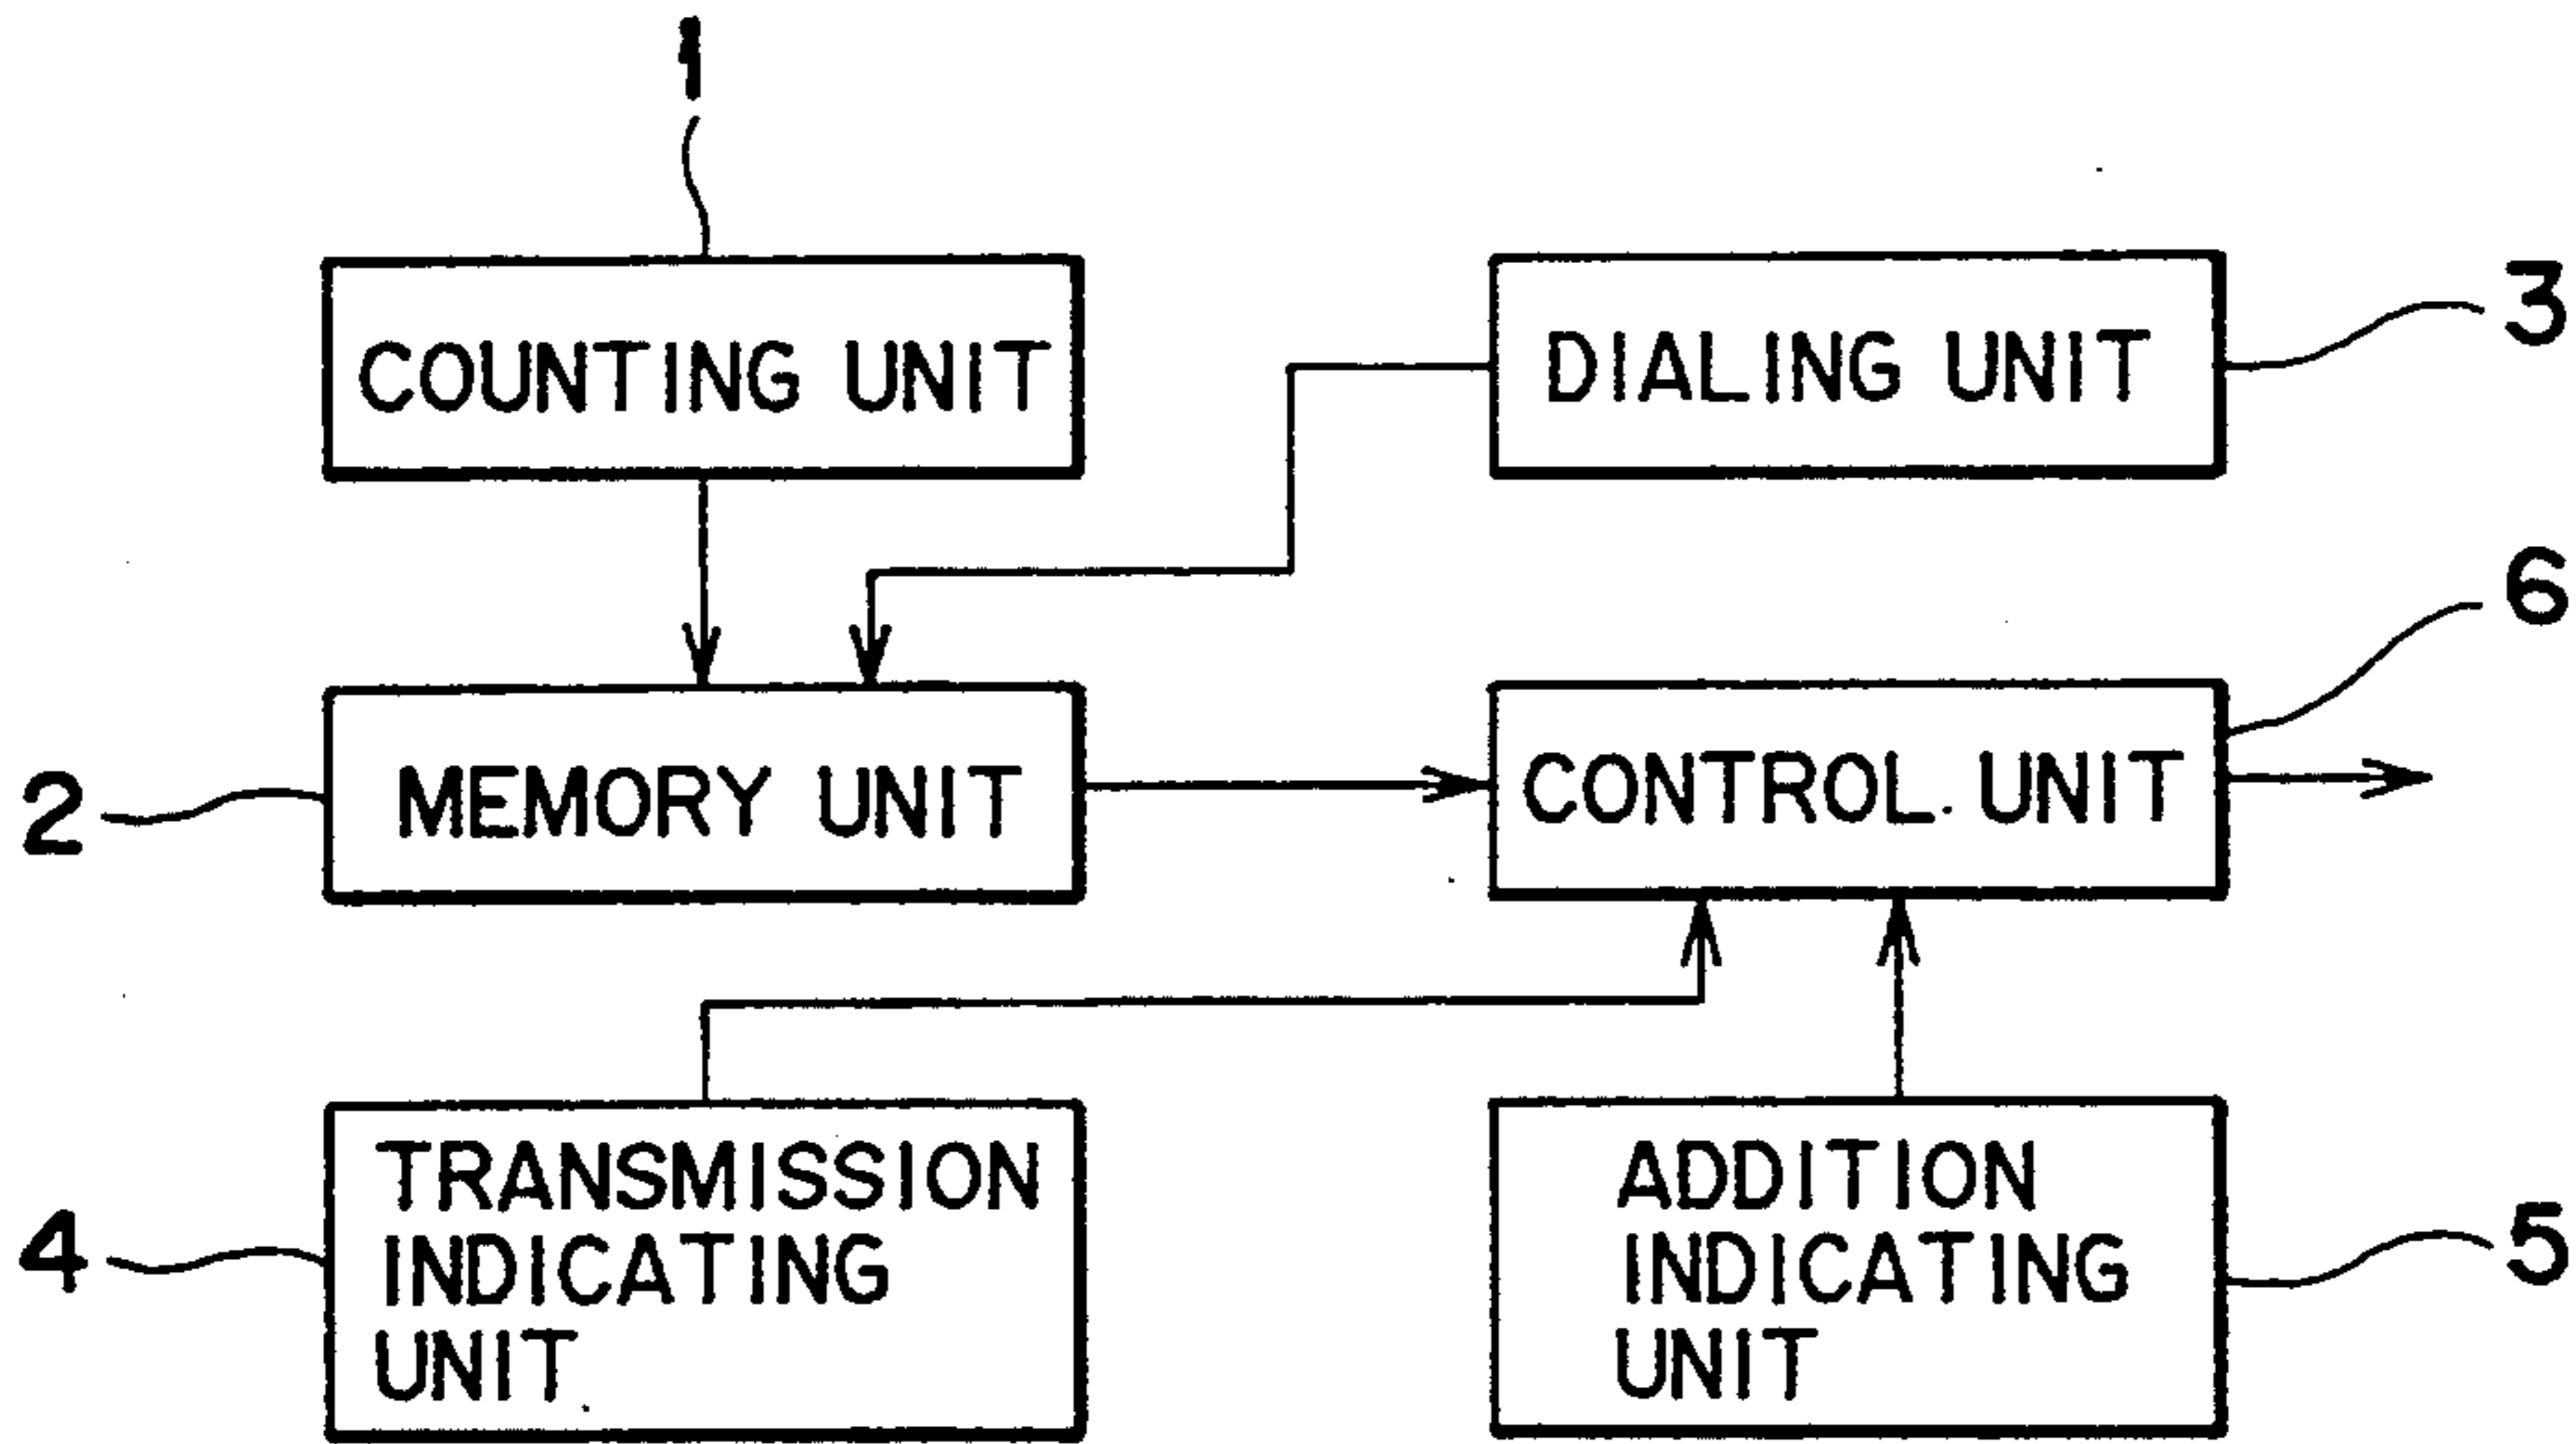 1
COUNTING UNIT
DIALING UNIT
3
6
MEMORY UNIT
2
CONTROL UNIT
TRANSMISSION
INDICATING
UNIT
4
ADDITION
INDICATING
UNIT
5